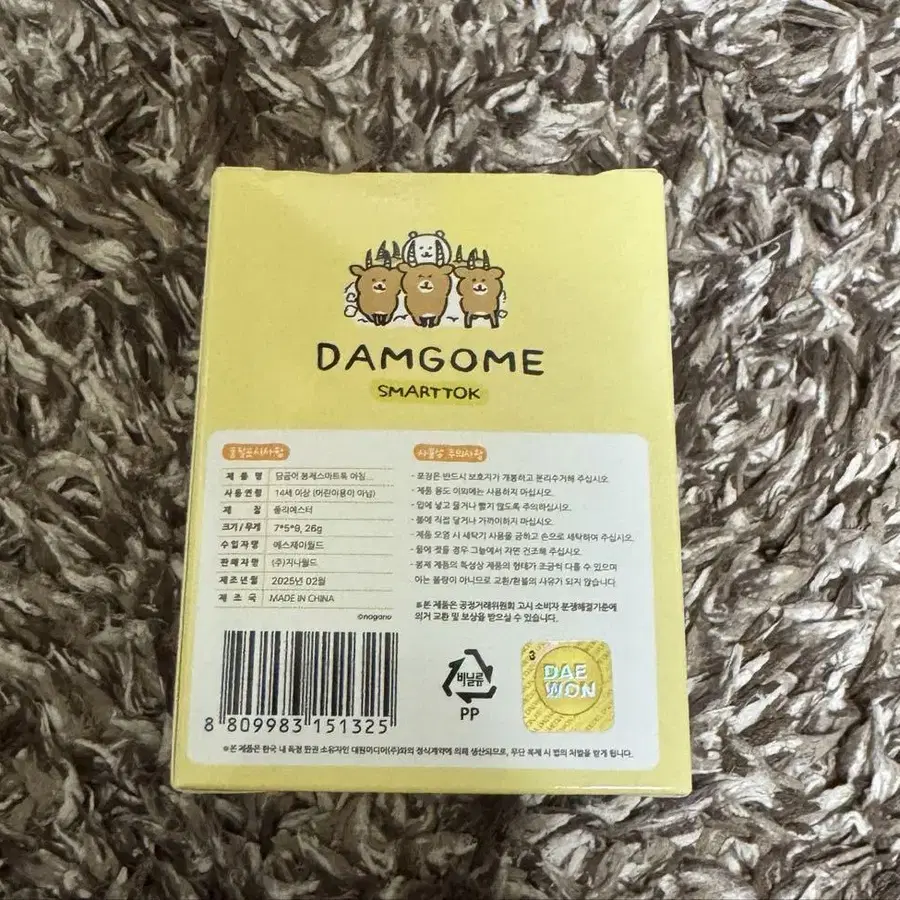 DAMGOME
SMARTTOK
품질표시사항
제 품 명 담곰이 봉제스마트톡 아침...
사용연령 14세 이상 (어린이용이 아님)
재 질 폴리에스터
크기/무게 7*5*9, 26g
수입자명 에스제이월드
판매자명 (주)지나월드
제조년월 2025년 02월
제 조 국 MADE IN CHINA
©nagano
사용상 주의사항
- 포장은 반드시 보호자가 개봉하고 분리수거해 주십시오.
- 제품 용도 이외에는 사용하지 마십시오.
- 입에 넣고 물거나 빨지 않도록 주의하십시오.
- 불에 직접 닿거나 가까이하지 마십시오.
- 제품 오염 시 세탁기 사용을 금하고 손으로 세탁하여 주십시오.
- 물에 젖을 경우 그늘에서 자연 건조해 주십시오.
- 봉제 제품의 특성상 제품의 형태가 조금씩 다를 수 있으며
이는 불량이 아니므로 교환/환불의 사유가 되지 않습니다.
※본 제품은 공정거래위원회 고시 소비자 분쟁해결기준에
의거 교환 및 보상을 받으실 수 있습니다.
8 809983 151325
비닐류
PP
DAE
WON
※본 제품은 한국 내 특정 판권 소유자인 대원미디어(주)와의 정식계약에 의해 생산되므로, 무단 복제 시 법의 처벌을 받게 됩니다.